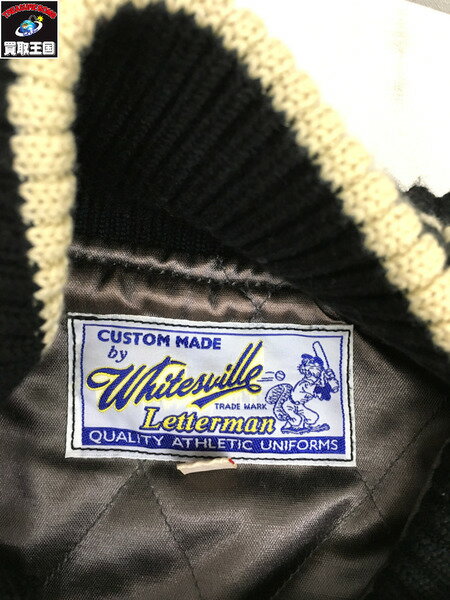 買取王国
CUSTOM MADE
by
Whitesville
TRADE MARK
Letterman
QUALITY ATHLETIC UNIFORMS